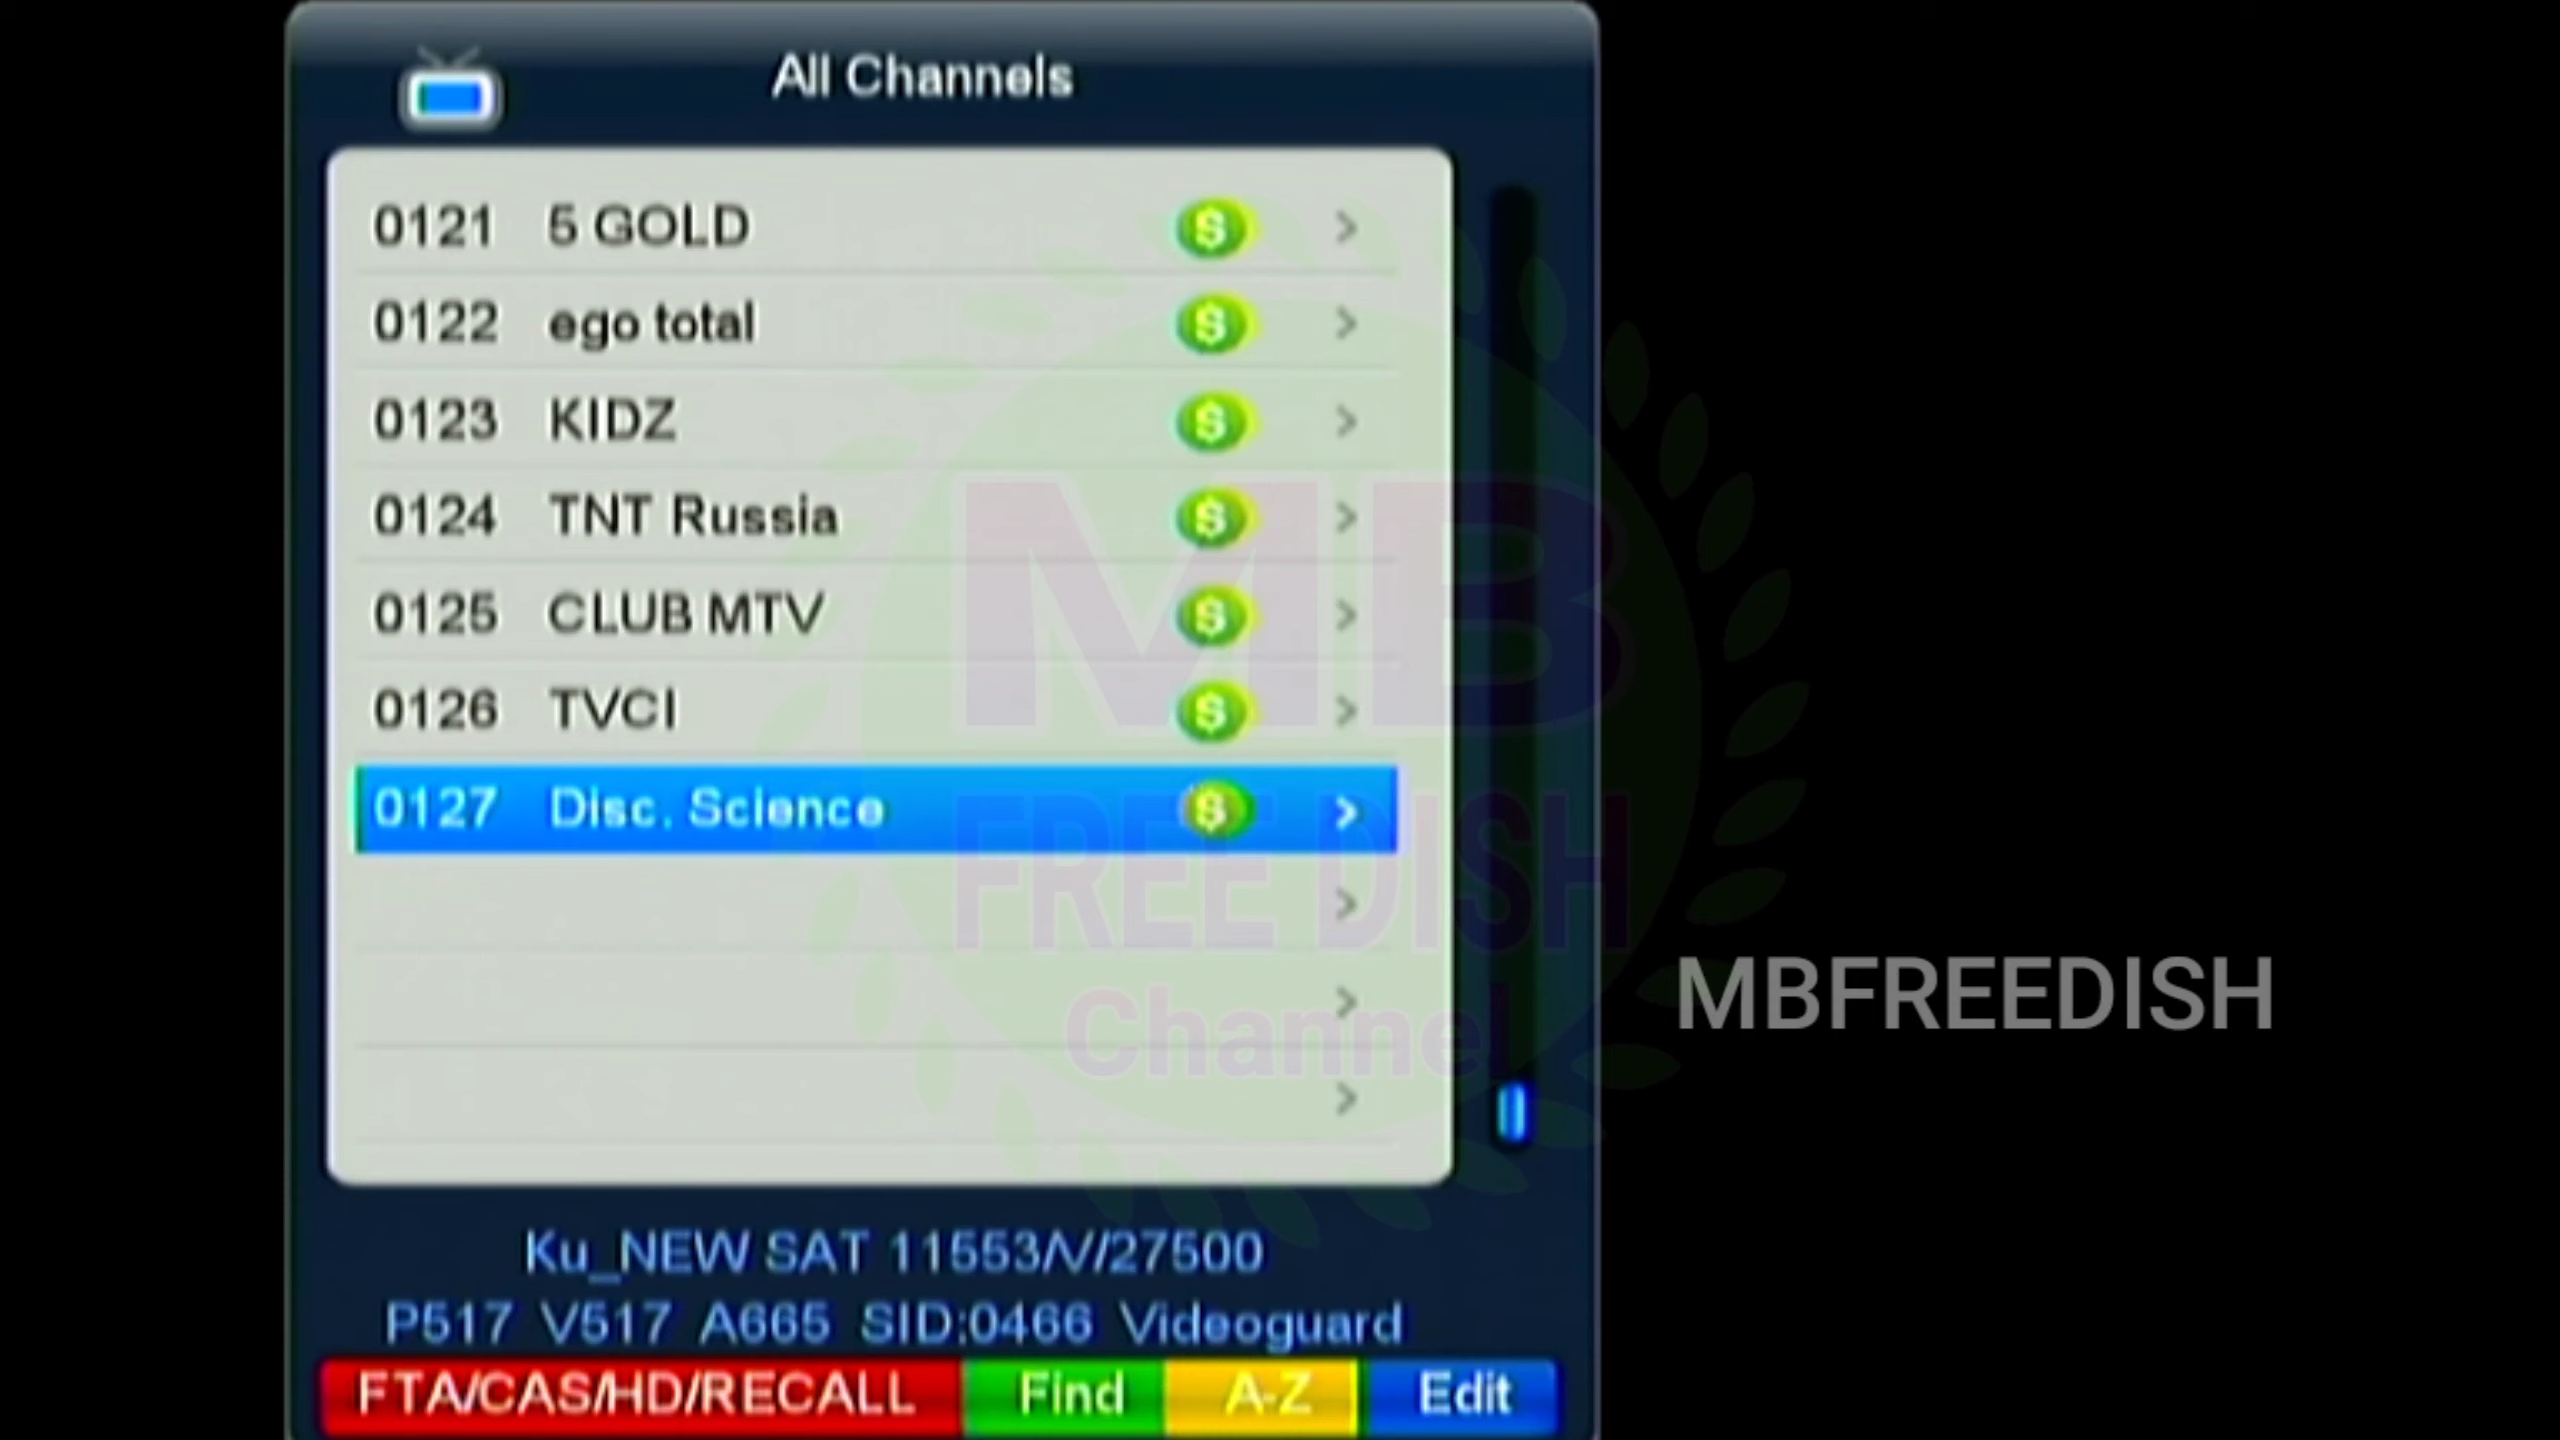 All Channels
0121 5 GOLD $ >
0122 ego total $ >
0123 KIDZ $ >
0124 TNT Russia $ >
0125 CLUB MTV $ >
0126 TVCI $ >
0127 Disc. Science $ >
>
>
>
MB
FREE DISH
Channel
MBFREEDISH
Ku_NEW SAT 11553/V/27500
P517 V517 A665 SID:0466 Videoguard
FTA/CAS/HD/RECALL Find A-Z Edit